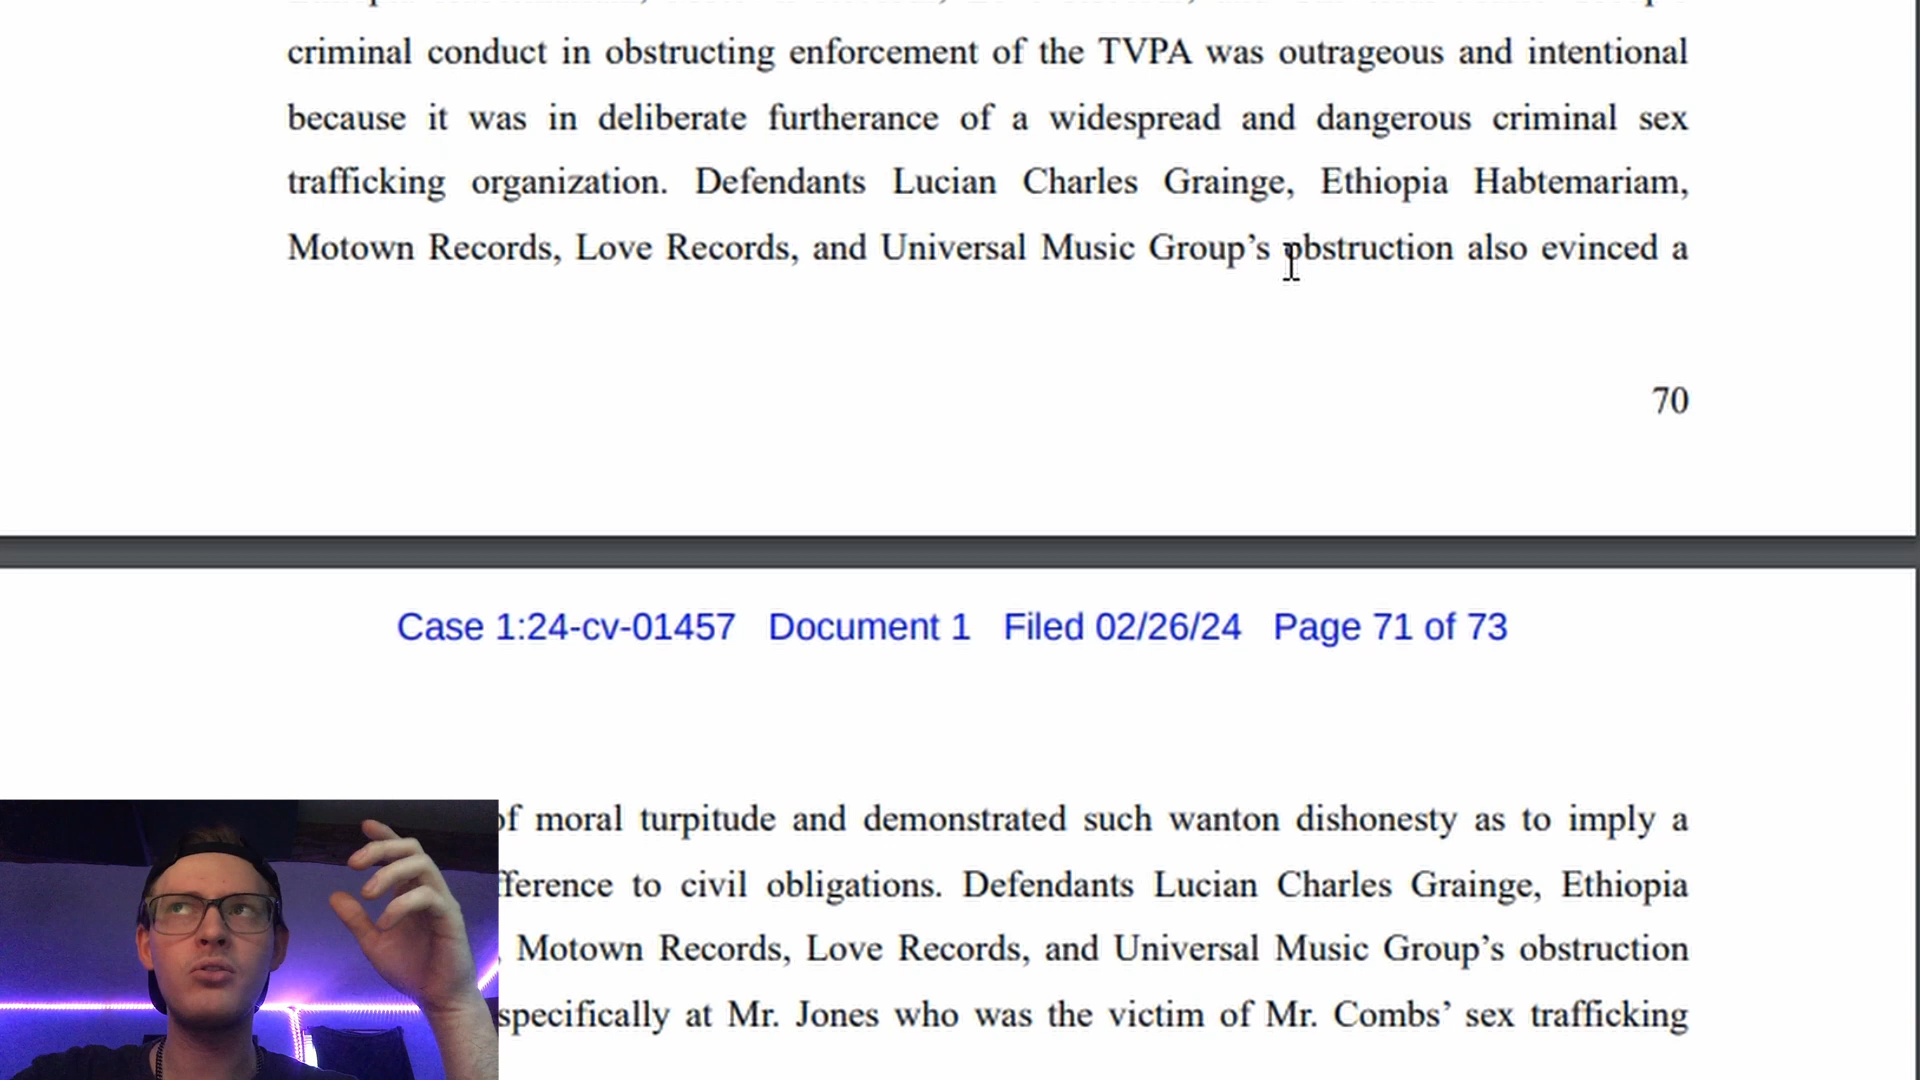 criminal conduct in obstructing enforcement of the TVPA was outrageous and intentional
because it was in deliberate furtherance of a widespread and dangerous criminal sex
trafficking organization. Defendants Lucian Charles Grainge, Ethiopia Habtemariam,
Motown Records, Love Records, and Universal Music Group’s obstruction also evinced a
70
Case 1:24-cv-01457 Document 1 Filed 02/26/24 Page 71 of 73
of moral turpitude and demonstrated such wanton dishonesty as to imply a
to civil obligations. Defendants Lucian Charles Grainge, Ethiopia
, Motown Records, Love Records, and Universal Music Group’s obstruction
specifically at Mr. Jones who was the victim of Mr. Combs’ sex trafficking